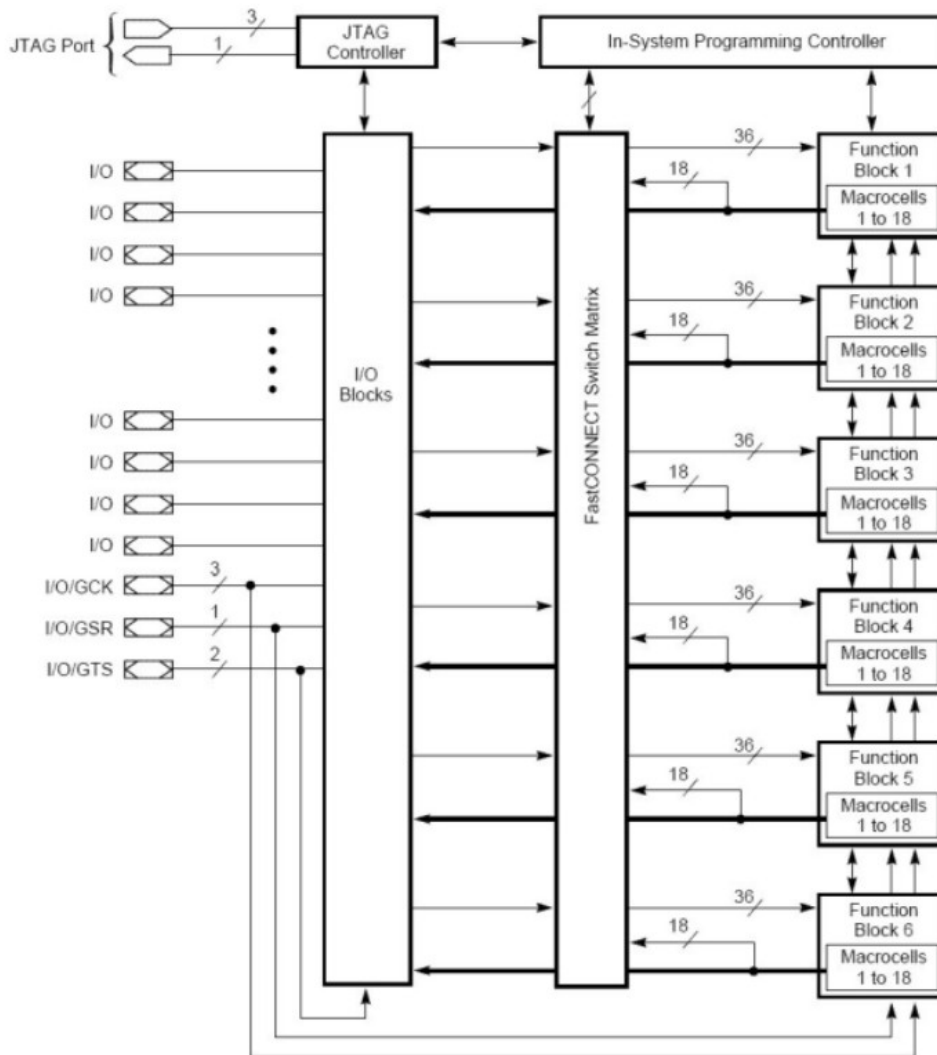 JTAG Port
3
1
JTAG
Controller
In-System Programming Controller
I/O
I/O
I/O
I/O
I/O
I/O
I/O
I/O
I/O/GCK
3
I/O/GSR
1
I/O/GTS
2
I/O
Blocks
FastCONNECT Switch Matrix
36
18
Function
Block 1
Macrocells
1 to 18
36
18
Function
Block 2
Macrocells
1 to 18
36
18
Function
Block 3
Macrocells
1 to 18
36
18
Function
Block 4
Macrocells
1 to 18
36
18
Function
Block 5
Macrocells
1 to 18
36
18
Function
Block 6
Macrocells
1 to 18